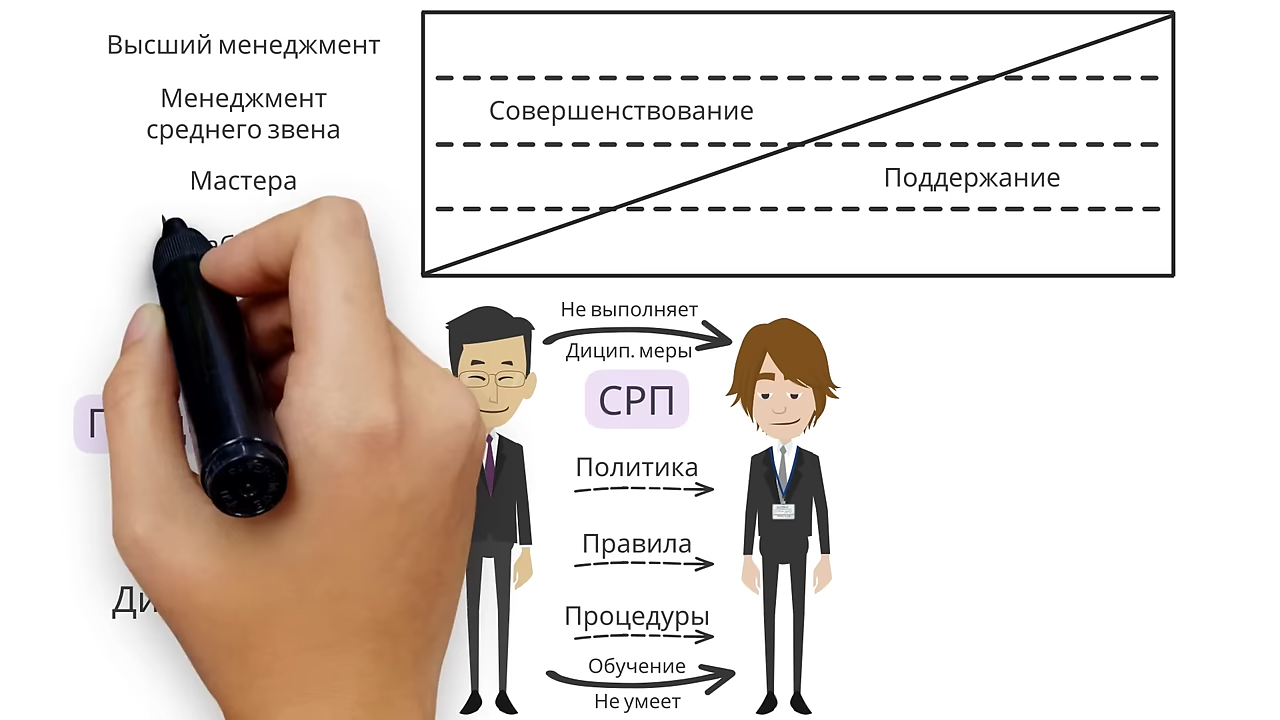 Высший менеджмент
Менеджмент
среднего звена
Мастера
Совершенствование
Поддержание
Не выполняет
Дицип. меры
СРП
Политика
Правила
Процедуры
Обучение
Не умеет